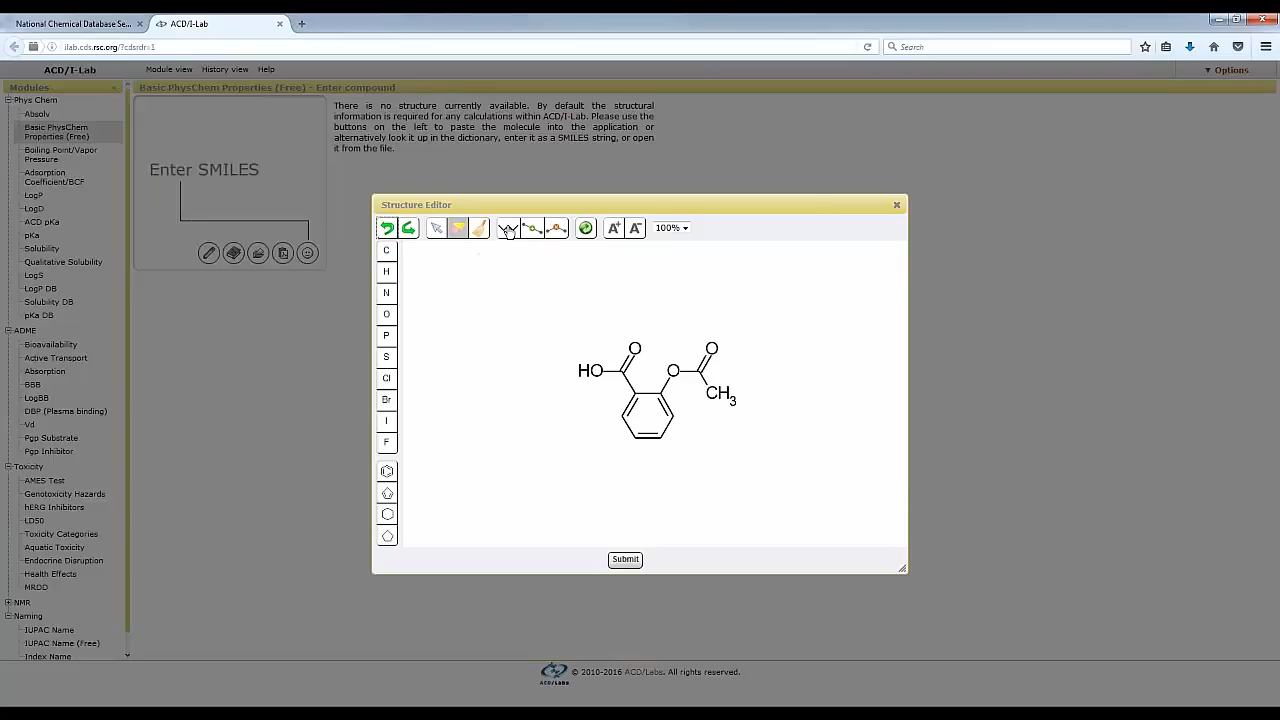 National Chemical Database Se...
ACD/I-Lab
ilab.cds.rsc.org/?cdsrdr=1
Search
ACD/I-Lab
Module view
History view
Help
Options
Modules
Basic PhysChem Properties (Free) - Enter compound
Phys Chem
Absolv
Basic PhysChem
Properties (Free)
Boiling Point/Vapor
Pressure
Adsorption
Coefficient/BCF
LogP
LogD
ACD pKa
pKa
Solubility
Qualitative Solubility
LogS
LogP DB
Solubility DB
pKa DB
ADME
Bioavailability
Active Transport
Absorption
BBB
LogBB
DBP (Plasma binding)
Vd
Pgp Substrate
Pgp Inhibitor
Toxicity
AMES Test
Genotoxicity Hazards
hERG Inhibitors
LD50
Toxicity Categories
Aquatic Toxicity
Endocrine Disruption
Health Effects
MRDD
NMR
Naming
IUPAC Name
IUPAC Name (Free)
Index Name
Enter SMILES
There is no structure currently available. By default the structural
information is required for any calculations within ACD/I-Lab. Please use the
buttons on the left to paste the molecule into the application or
alternatively look it up in the dictionary, enter it as a SMILES string, or open
it from the file.
Structure Editor
A+
A-
100%
C
H
N
O
P
S
Cl
Br
I
F
O
O
HO
O
CH3
Submit
ACD/LABS
© 2010-2016 ACD/Labs. All rights reserved.